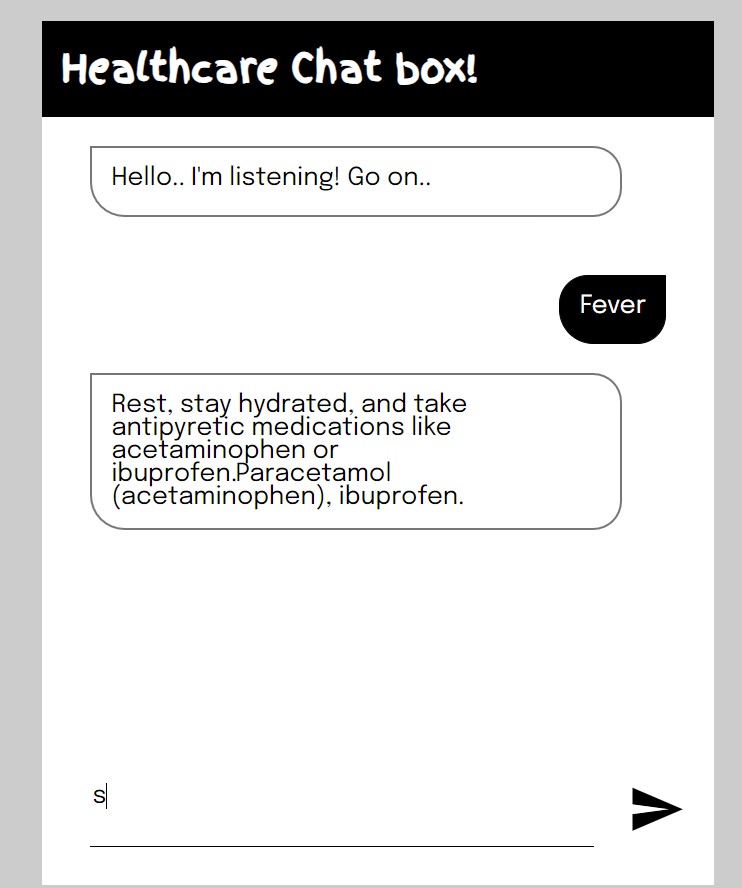 Healthcare Chat box!
Hello.. I'm listening! Go on..
Fever
Rest, stay hydrated, and take
antipyretic medications like
acetaminophen or
ibuprofen.Paracetamol
(acetaminophen), ibuprofen.
s